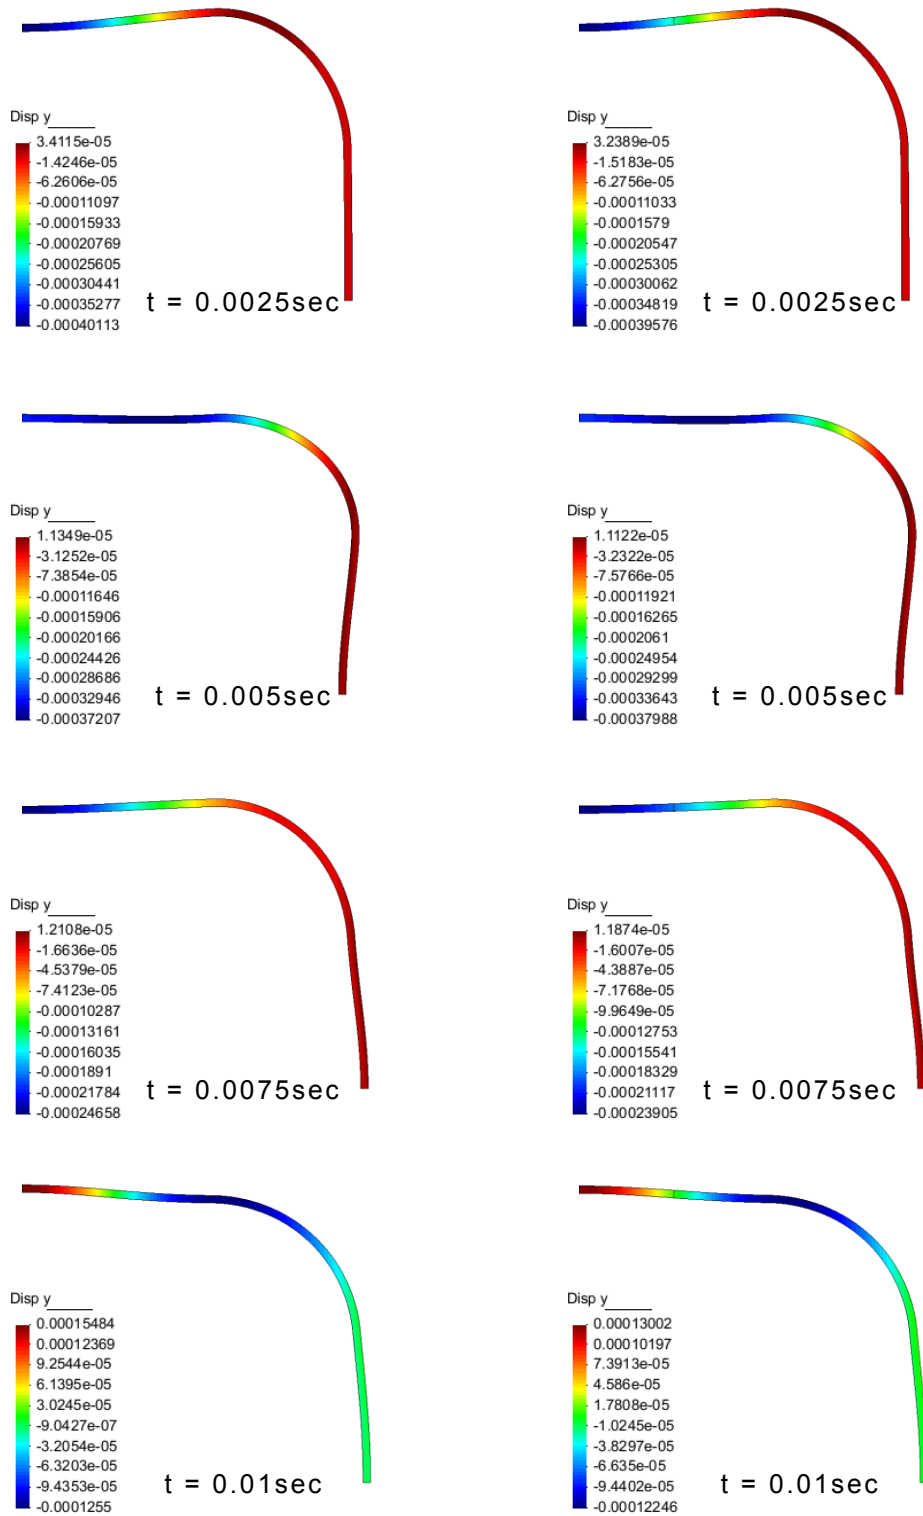 Disp y
3.4115e-05
-1.4246e-05
-6.2606e-05
-0.00011097
-0.00015933
-0.00020769
-0.00025605
-0.00030441
-0.00035277
-0.00040113
t = 0.0025sec
Disp y
3.2389e-05
-1.5183e-05
-6.2756e-05
-0.00011033
-0.0001579
-0.00020547
-0.00025305
-0.00030062
-0.00034819
-0.00039576
t = 0.0025sec
Disp y
1.1349e-05
-3.1252e-05
-7.3854e-05
-0.00011646
-0.00015906
-0.00020166
-0.00024426
-0.00028686
-0.00032946
-0.00037207
t = 0.005sec
Disp y
1.1122e-05
-3.2322e-05
-7.5766e-05
-0.00011921
-0.00016265
-0.0002061
-0.00024954
-0.00029299
-0.00033643
-0.00037988
t = 0.005sec
Disp y
1.2108e-05
-1.6636e-05
-4.5379e-05
-7.4123e-05
-0.00010287
-0.00013161
-0.00016035
-0.0001891
-0.00021784
-0.00024658
t = 0.0075sec
Disp y
1.1874e-05
-1.6007e-05
-4.3887e-05
-7.1768e-05
-9.9649e-05
-0.00012753
-0.00015541
-0.00018329
-0.00021117
-0.00023905
t = 0.0075sec
Disp y
0.00015484
0.00012369
9.2544e-05
6.1395e-05
3.0245e-05
-9.0427e-07
-3.2054e-05
-6.3203e-05
-9.4353e-05
-0.0001255
t = 0.01sec
Disp y
0.00013002
0.00010197
7.3913e-05
4.586e-05
1.7808e-05
-1.0245e-05
-3.8297e-05
-6.635e-05
-9.4402e-05
-0.00012246
t = 0.01sec